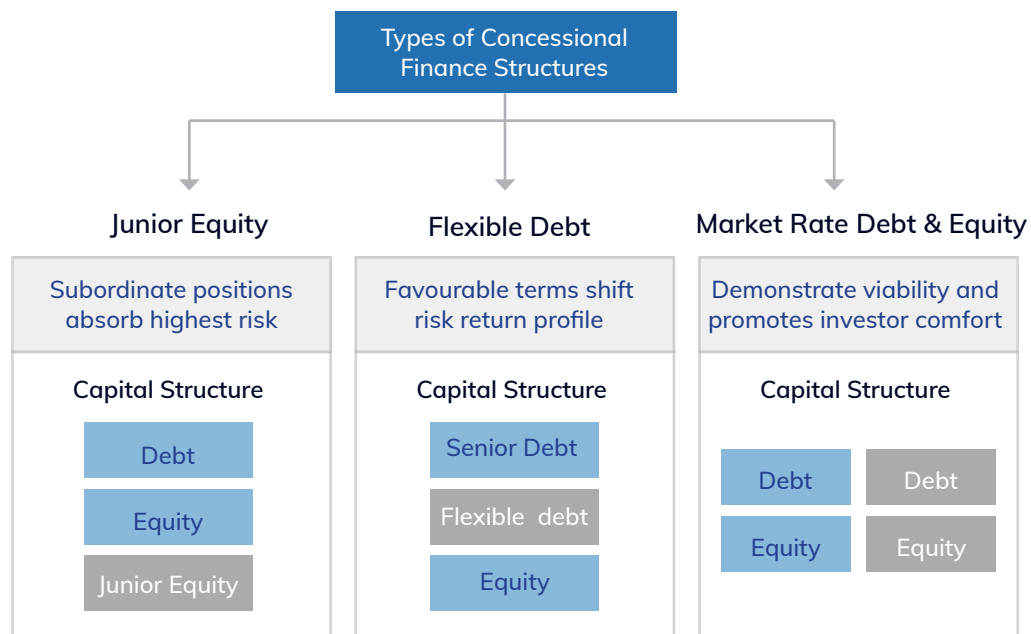 Types of Concessional
Finance Structures
Junior Equity
Subordinate positions
absorb highest risk
Capital Structure
Debt
Equity
Junior Equity
Flexible Debt
Favourable terms shift
risk return profile
Capital Structure
Senior Debt
Flexible debt
Equity
Market Rate Debt & Equity
Demonstrate viability and
promotes investor comfort
Capital Structure
Debt
Debt
Equity
Equity